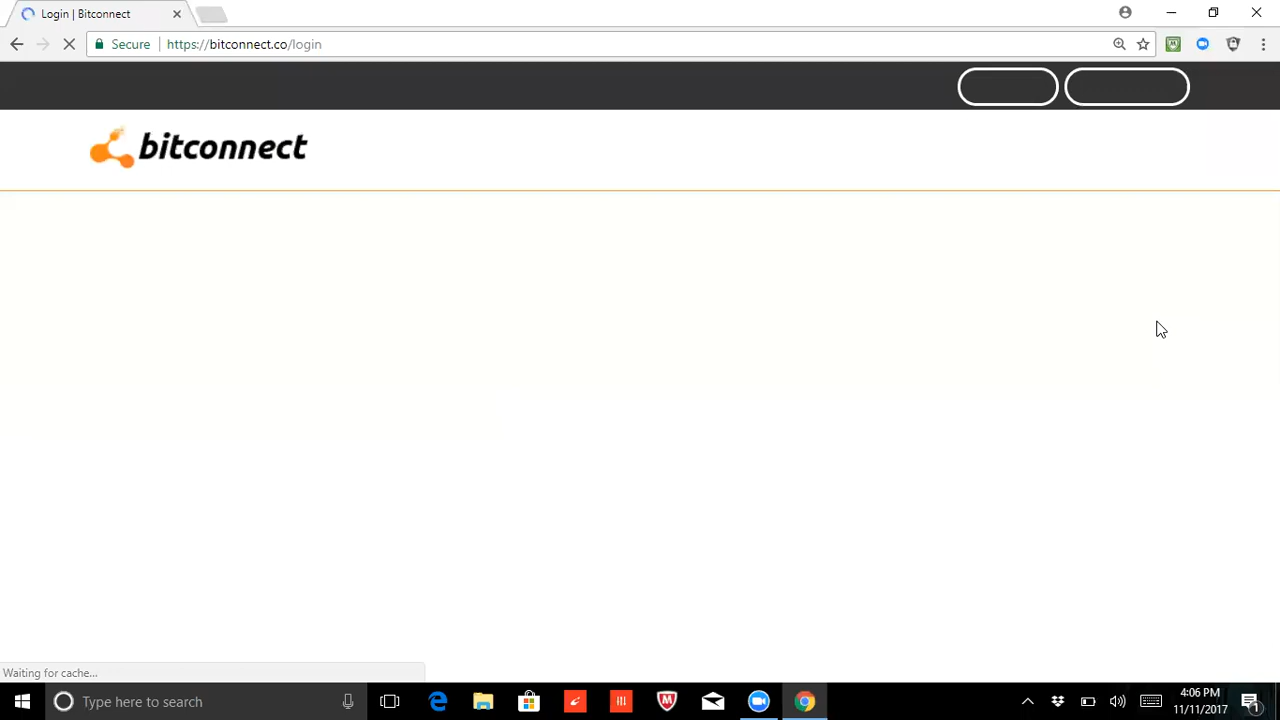 Login | Bitconnect
Secure https://bitconnect.co/login
bitconnect
Waiting for cache...
Type here to search
4:06 PM
11/11/2017
1